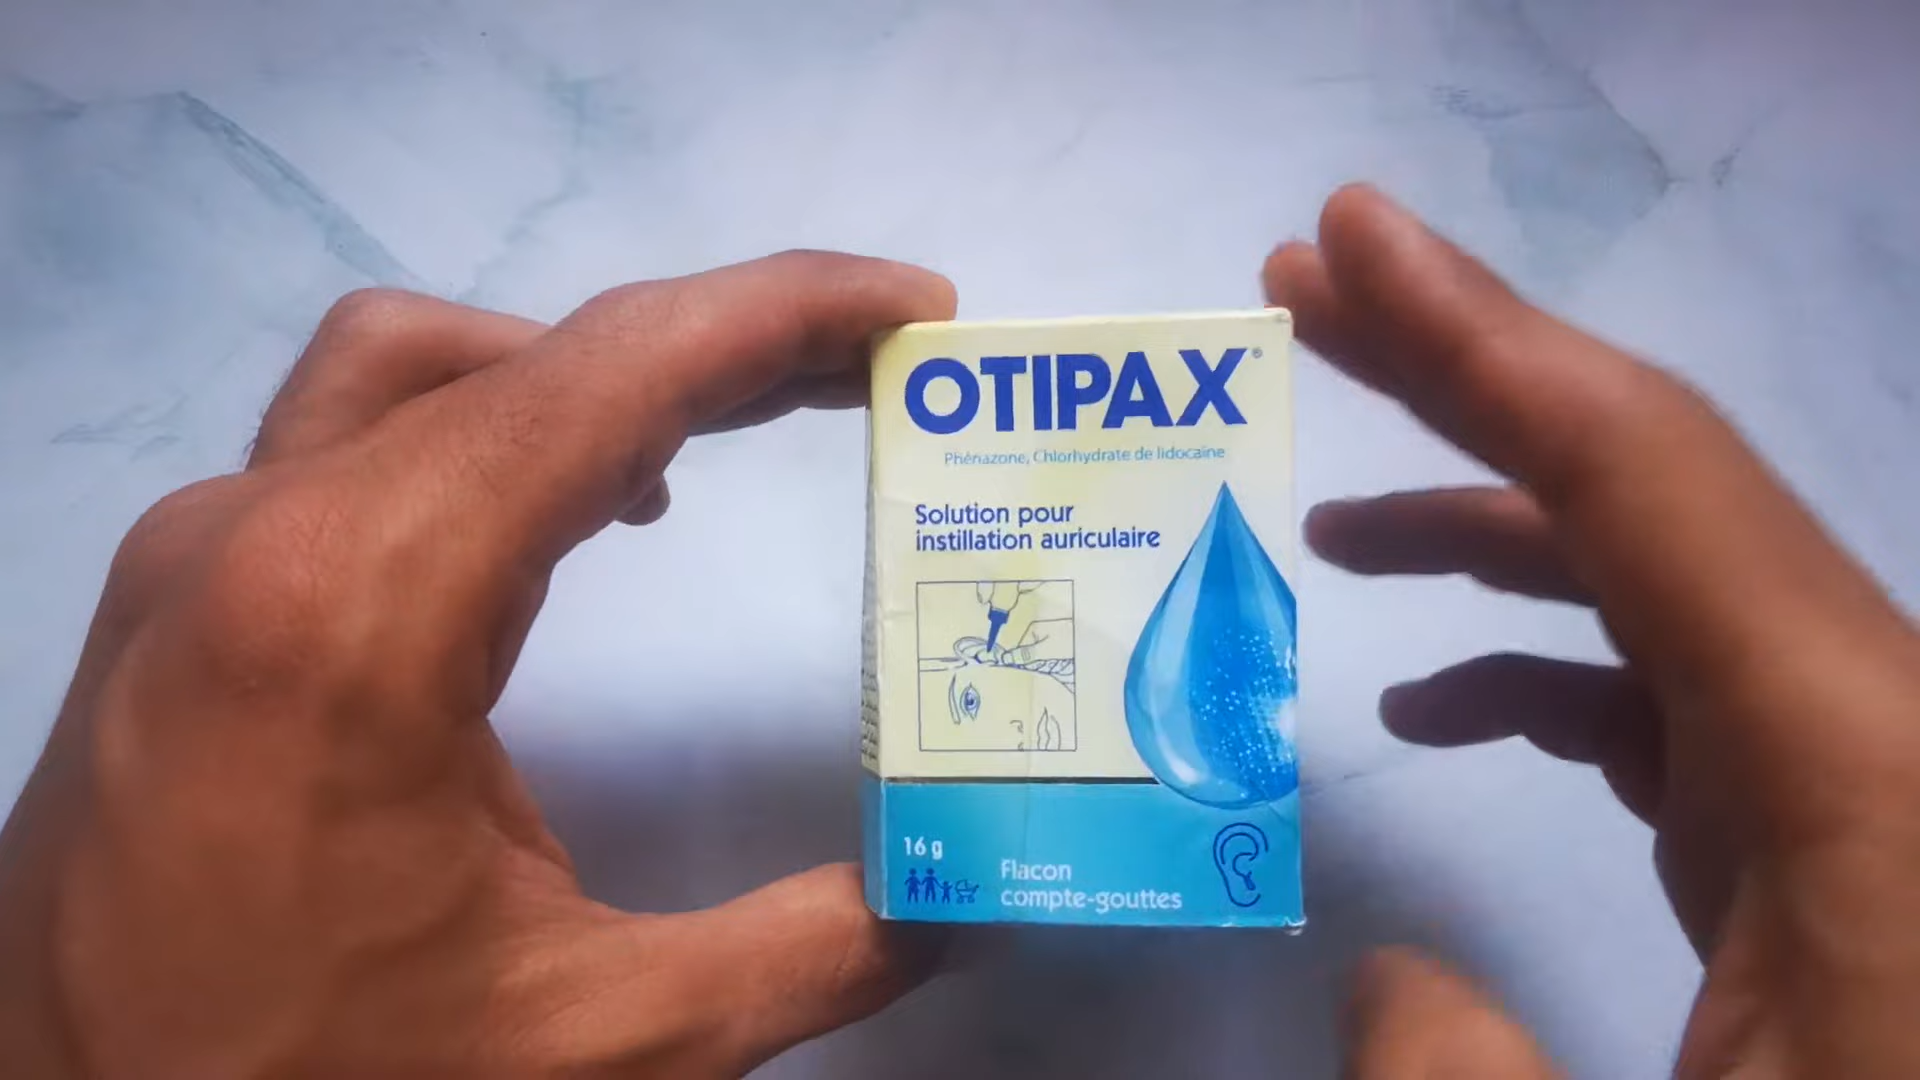 OTIPAX®
Phénazone, Chlorhydrate de lidocaïne
Solution pour
instillation auriculaire
16 g
Flacon
compte-gouttes